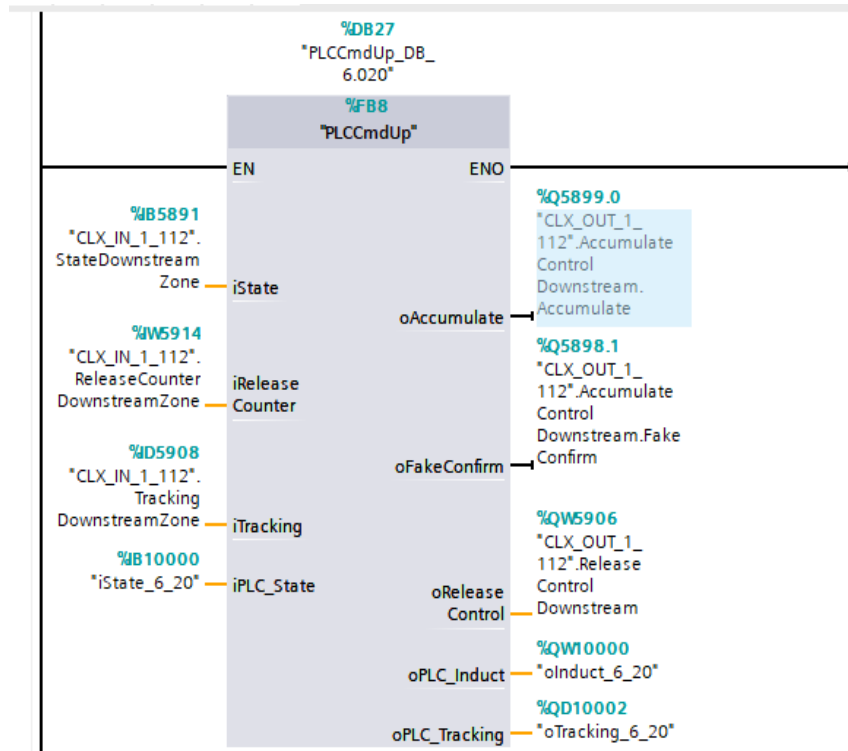 %DB27
"PLCCmdUp_DB_
6.020"
%FB8
"PLCCmdUp"
EN
ENO
%IB5891
"CLX_IN_1_112".
StateDownstream
Zone
iState
%Q5899.0
"CLX_OUT_1_
112".Accumulate
Control
Downstream.
Accumulate
oAccumulate
%IW5914
"CLX_IN_1_112".
ReleaseCounter
DownstreamZone
iRelease
Counter
%Q5898.1
"CLX_OUT_1_
112".Accumulate
Control
Downstream.Fake
Confirm
oFakeConfirm
%ID5908
"CLX_IN_1_112".
Tracking
DownstreamZone
iTracking
%IB10000
"iState_6_20"
iPLC_State
%QW5906
"CLX_OUT_1_
112".Release
Control
Downstream
oRelease
Control
%QW10000
oPLC_Induct
"oInduct_6_20"
%QD10002
oPLC_Tracking
"oTracking_6_20"